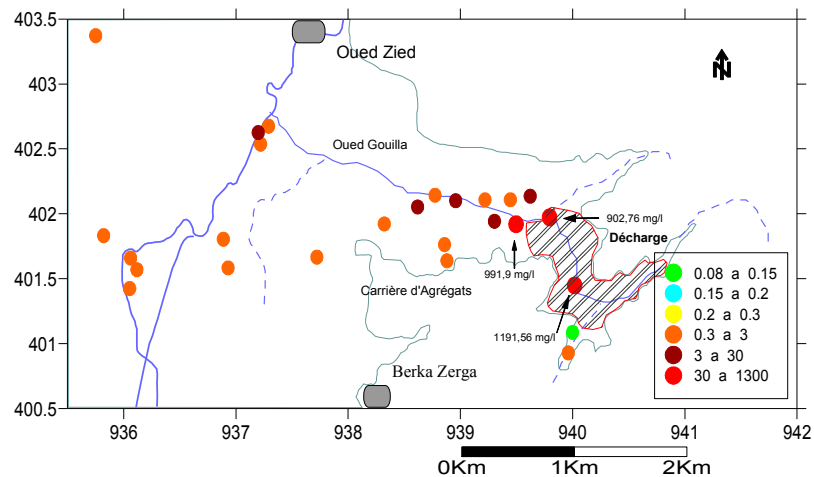 403.5
403
402.5
402
401.5
401
400.5
936
937
938
939
940
941
942
Oued Zied
N
Oued Gouilla
902,76 mg/l
Décharge
991,9 mg/l
Carrière d'Agrégats
1191,56 mg/l
Berka Zerga
0.08 a 0.15
0.15 a 0.2
0.2 a 0.3
0.3 a 3
3 a 30
30 a 1300
0Km 1Km 2Km